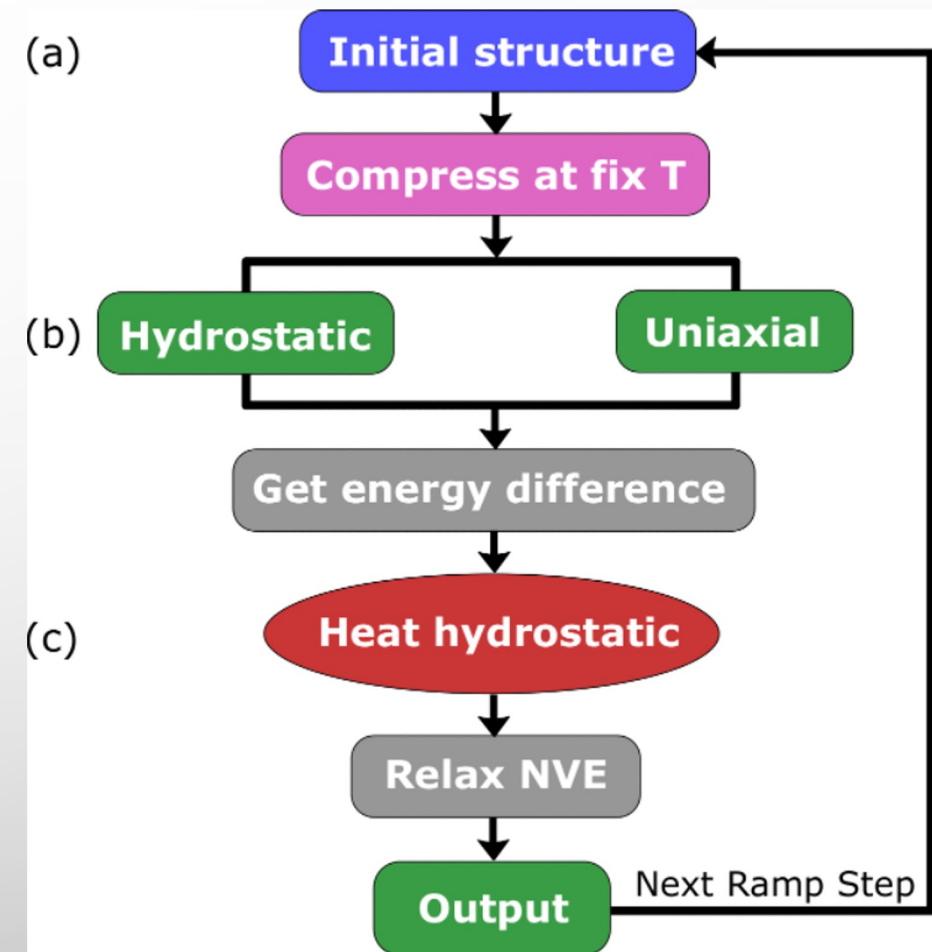 (a)
Initial structure
Compress at fix T
(b)
Hydrostatic
Uniaxial
Get energy difference
(c)
Heat hydrostatic
Relax NVE
Output
Next Ramp Step